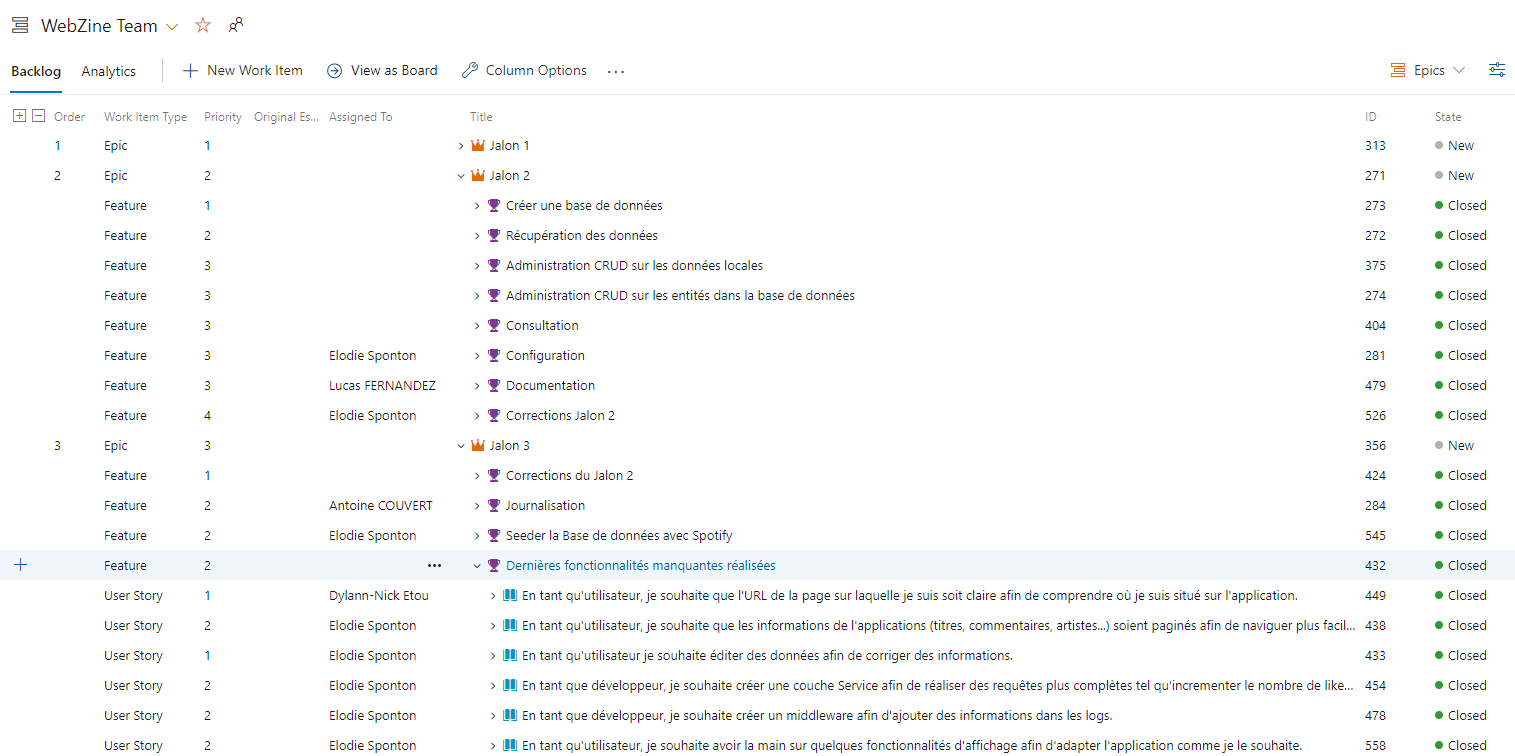 WebZine Team
Backlog Analytics New Work Item View as Board Column Options ... Epics
Order Work Item Type Priority Original Es... Assigned To Title ID State
1 Epic 1 Jalon 1 313 New
2 Epic 2 Jalon 2 271 New
Feature 1 Créer une base de données 273 Closed
Feature 2 Récupération des données 272 Closed
Feature 3 Administration CRUD sur les données locales 375 Closed
Feature 3 Administration CRUD sur les entités dans la base de données 274 Closed
Feature 3 Consultation 404 Closed
Feature 3 Elodie Sponton Configuration 281 Closed
Feature 3 Lucas FERNANDEZ Documentation 479 Closed
Feature 4 Elodie Sponton Corrections Jalon 2 526 Closed
3 Epic 3 Jalon 3 356 New
Feature 1 Corrections du Jalon 2 424 Closed
Feature 2 Antoine COUVERT Journalisation 284 Closed
Feature 2 Elodie Sponton Seeder la Base de données avec Spotify 545 Closed
Feature 2 ... Dernières fonctionnalités manquantes réalisées 432 Closed
User Story 1 Dylann-Nick Etou En tant qu'utilisateur, je souhaite que l'URL de la page sur laquelle je suis soit claire afin de comprendre où je suis situé sur l'application. 449 Closed
User Story 2 Elodie Sponton En tant qu'utilisateur, je souhaite que les informations de l'applications (titres, commentaires, artistes...) soient paginés afin de naviguer plus facil... 438 Closed
User Story 1 Elodie Sponton En tant qu'utilisateur je souhaite éditer des données afin de corriger des informations. 433 Closed
User Story 2 Elodie Sponton En tant que développeur, je souhaite créer une couche Service afin de réaliser des requêtes plus complètes tel qu'incrementer le nombre de like... 454 Closed
User Story 2 Elodie Sponton En tant que développeur, je souhaite créer un middleware afin d'ajouter des informations dans les logs. 478 Closed
User Story 2 Elodie Sponton En tant qu'utilisateur, je souhaite avoir la main sur quelques fonctionnalités d'affichage afin d'adapter l'application comme je le souhaite. 558 Closed